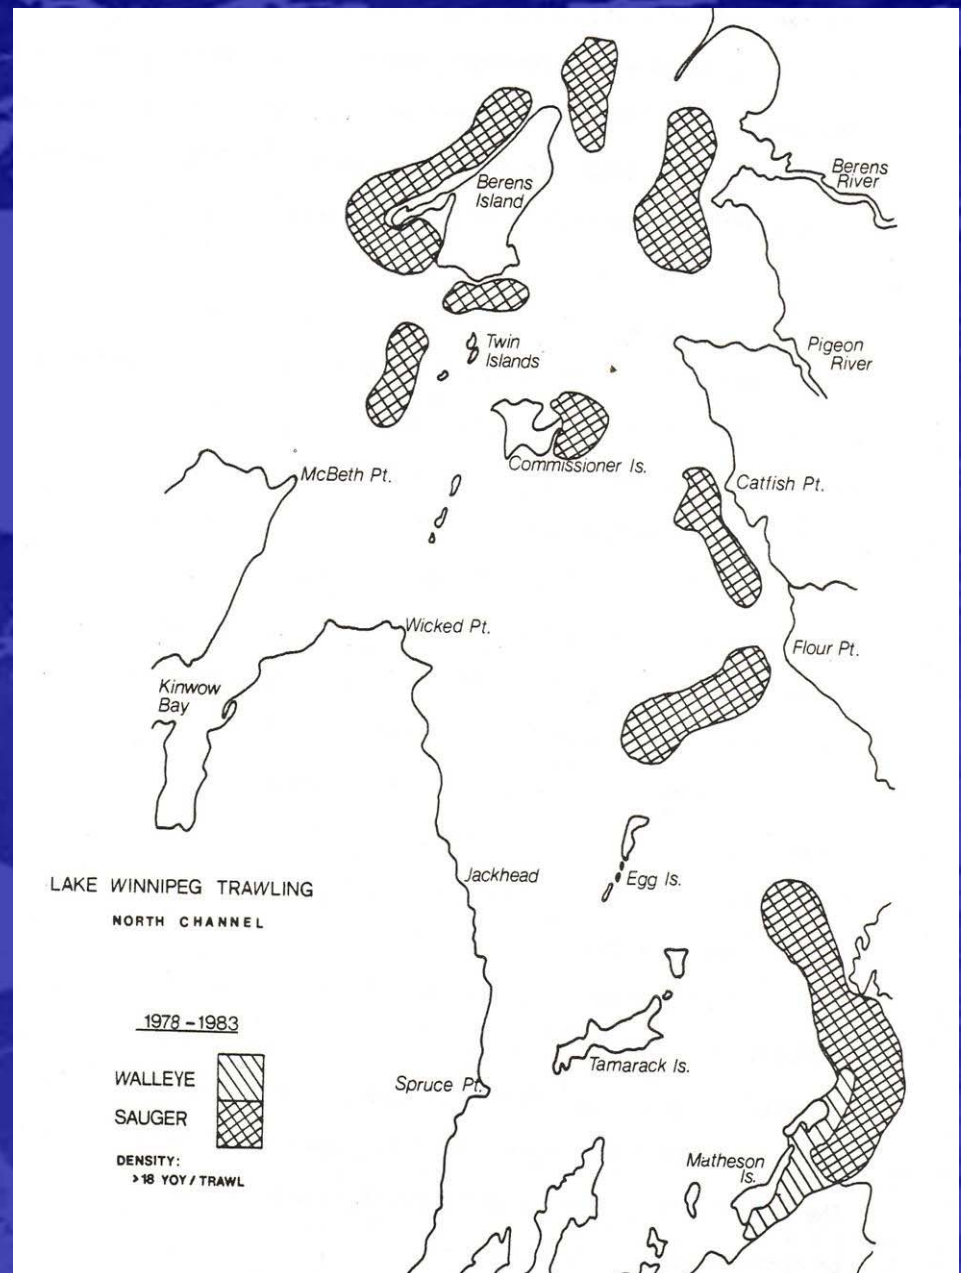 Berens
River
Berens
Island
Twin
Islands
Pigeon
River
Commissioner Is.
McBeth Pt.
Catfish Pt.
Wicked Pt.
Flour Pt.
Kinwow
Bay
Jackhead
Egg Is.
LAKE WINNIPEG TRAWLING
NORTH CHANNEL
Tamarack Is.
Spruce Pt.
Matheson
Is.
1978-1983
WALLEYE
SAUGER
DENSITY:
>18 YOY/TRAWL